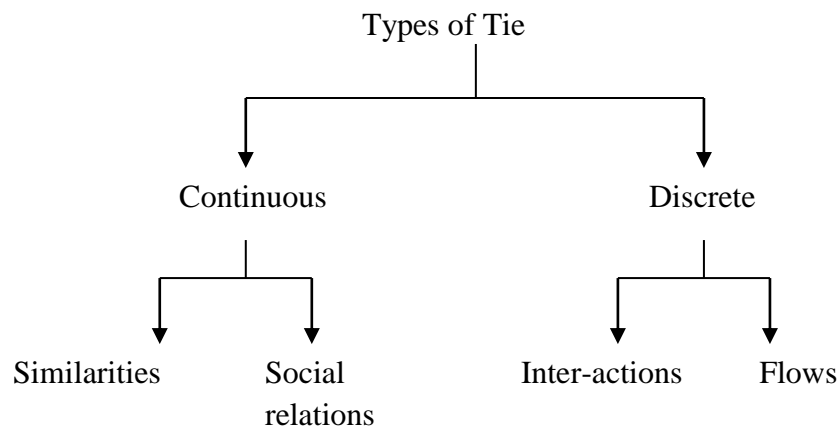 Types of Tie
Continuous
Discrete
Similarities
Social
relations
Inter-actions
Flows